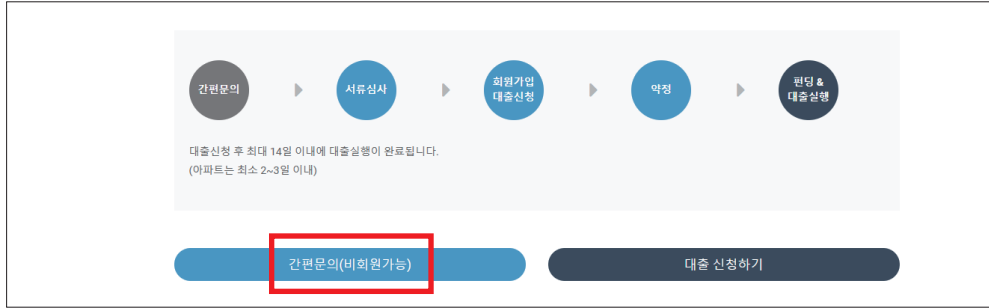 간편문의
서류심사
회원가입
대출신청
약정
펀딩 &
대출실행
대출신청 후 최대 14일 이내에 대출실행이 완료됩니다.
(아파트는 최소 2~3일 이내)
간편문의(비회원가능)
대출 신청하기